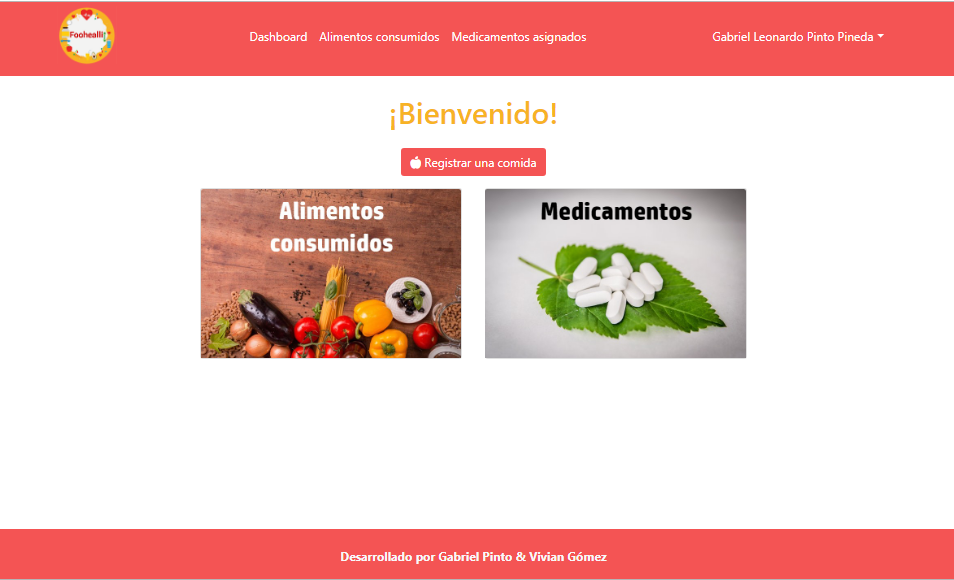 Foohealli
Dashboard
Alimentos consumidos
Medicamentos asignados
Gabriel Leonardo Pinto Pineda
¡Bienvenido!
Registrar una comida
Alimentos
consumidos
Medicamentos
Desarrollado por Gabriel Pinto & Vivian Gómez